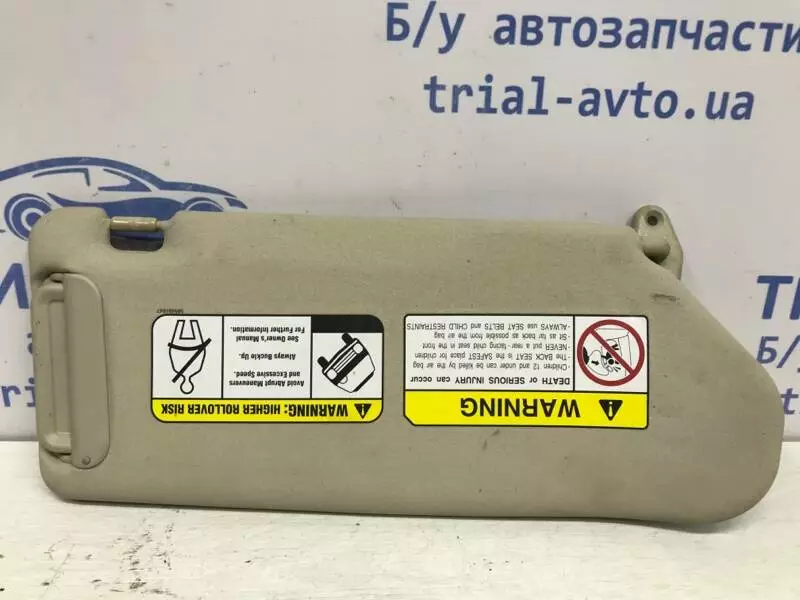 Б/у автозапчасти
trial-avto.ua
WARNING
DEATH or SERIOUS INJURY can occur
-Children 12 and under can be killed by the air bag
-The BACK SEAT is the SAFEST place for children
-NEVER put a rear-facing child seat in the front
-Sit as far back as possible from the air bag
-ALWAYS use SEAT BELTS and CHILD RESTRAINTS
WARNING: HIGHER ROLLOVER RISK
Avoid Abrupt Maneuvers
and Excessive Speed.
Always Buckle Up.
See Owner's Manual
For Further Information.
Б/у
trial